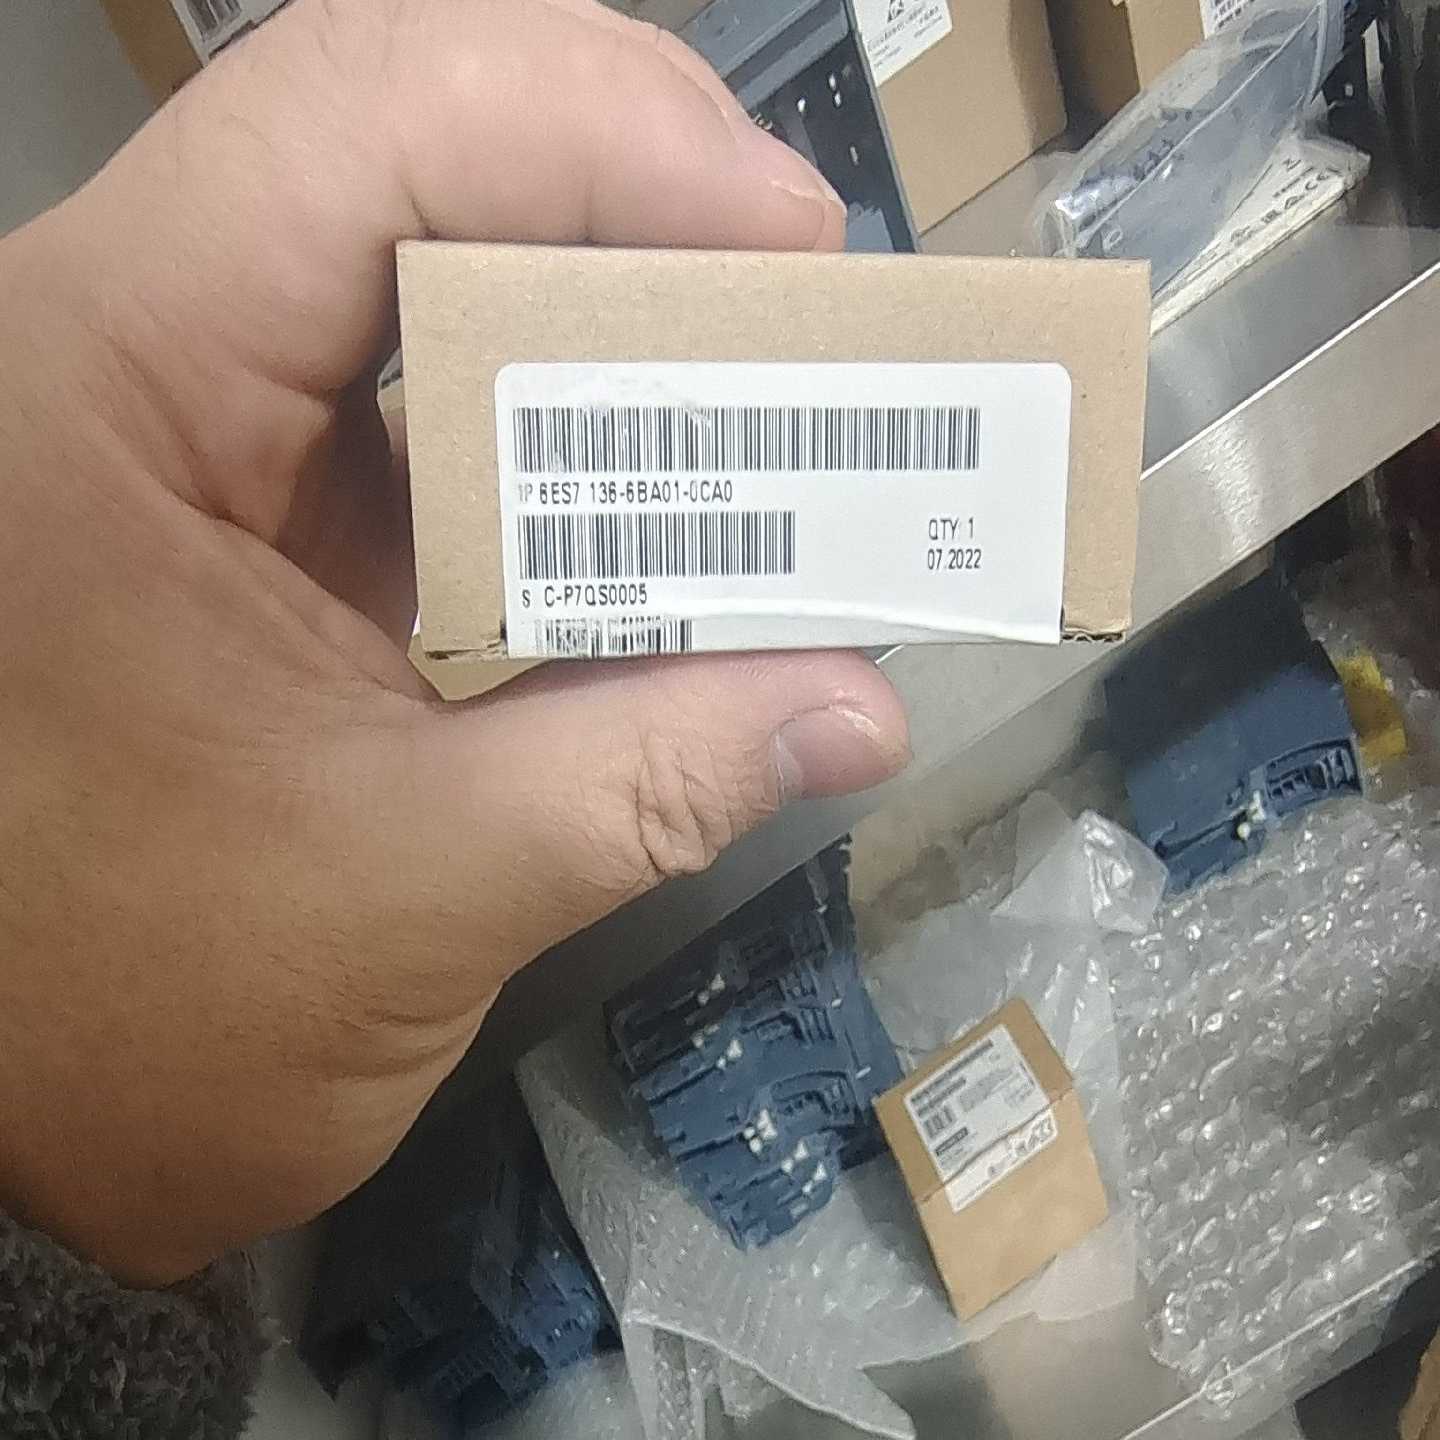 1P 6ES7 136-6BA01-0CA0
QTY 1
07.2022
S C-P7QS0005